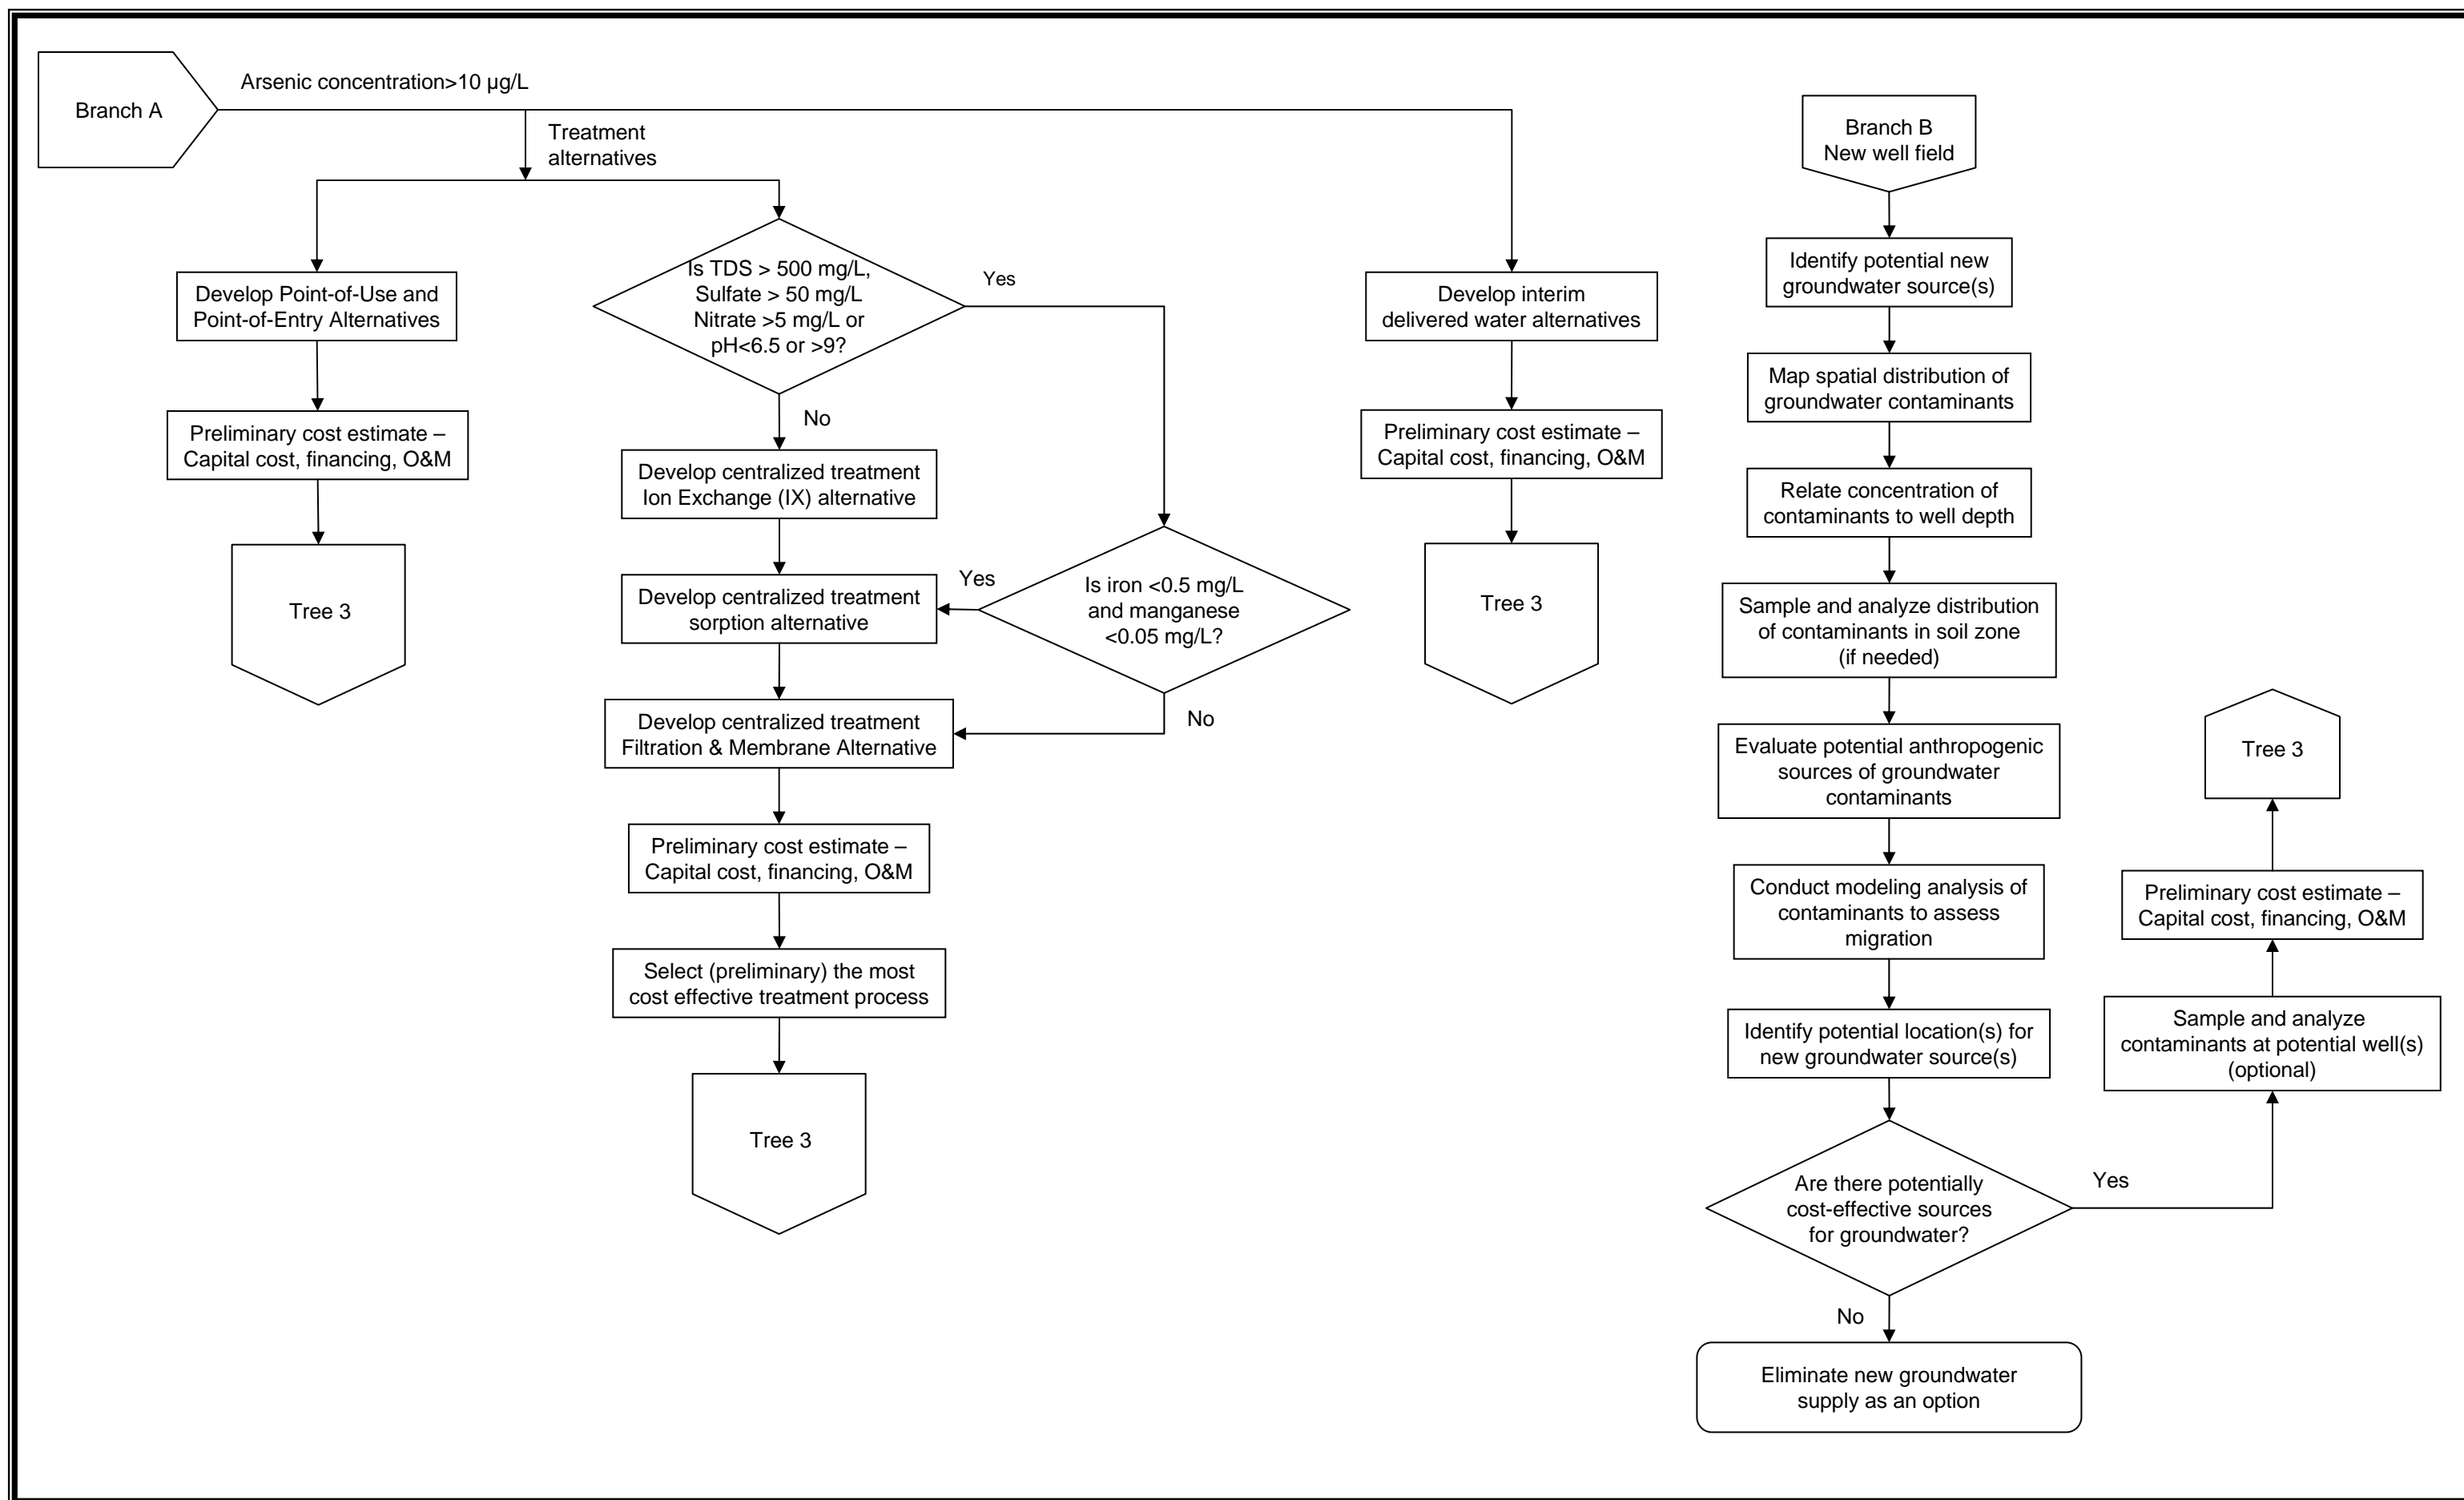 Branch A
Arsenic concentration>10 µg/L
Treatment
alternatives
Develop Point-of-Use and
Point-of-Entry Alternatives
Preliminary cost estimate –
Capital cost, financing, O&M
Tree 3
Is TDS > 500 mg/L,
Sulfate > 50 mg/L
Nitrate >5 mg/L or
pH<6.5 or >9?
Yes
No
Develop centralized treatment
Ion Exchange (IX) alternative
Develop centralized treatment
sorption alternative
Yes
Is iron <0.5 mg/L
and manganese
<0.05 mg/L?
No
Develop centralized treatment
Filtration & Membrane Alternative
Preliminary cost estimate –
Capital cost, financing, O&M
Select (preliminary) the most
cost effective treatment process
Tree 3
Develop interim
delivered water alternatives
Preliminary cost estimate –
Capital cost, financing, O&M
Tree 3
Branch B
New well field
Identify potential new
groundwater source(s)
Map spatial distribution of
groundwater contaminants
Relate concentration of
contaminants to well depth
Sample and analyze distribution
of contaminants in soil zone
(if needed)
Evaluate potential anthropogenic
sources of groundwater
contaminants
Conduct modeling analysis of
contaminants to assess
migration
Identify potential location(s) for
new groundwater source(s)
Are there potentially
cost-effective sources
for groundwater?
Yes
No
Eliminate new groundwater
supply as an option
Sample and analyze
contaminants at potential well(s)
(optional)
Preliminary cost estimate –
Capital cost, financing, O&M
Tree 3